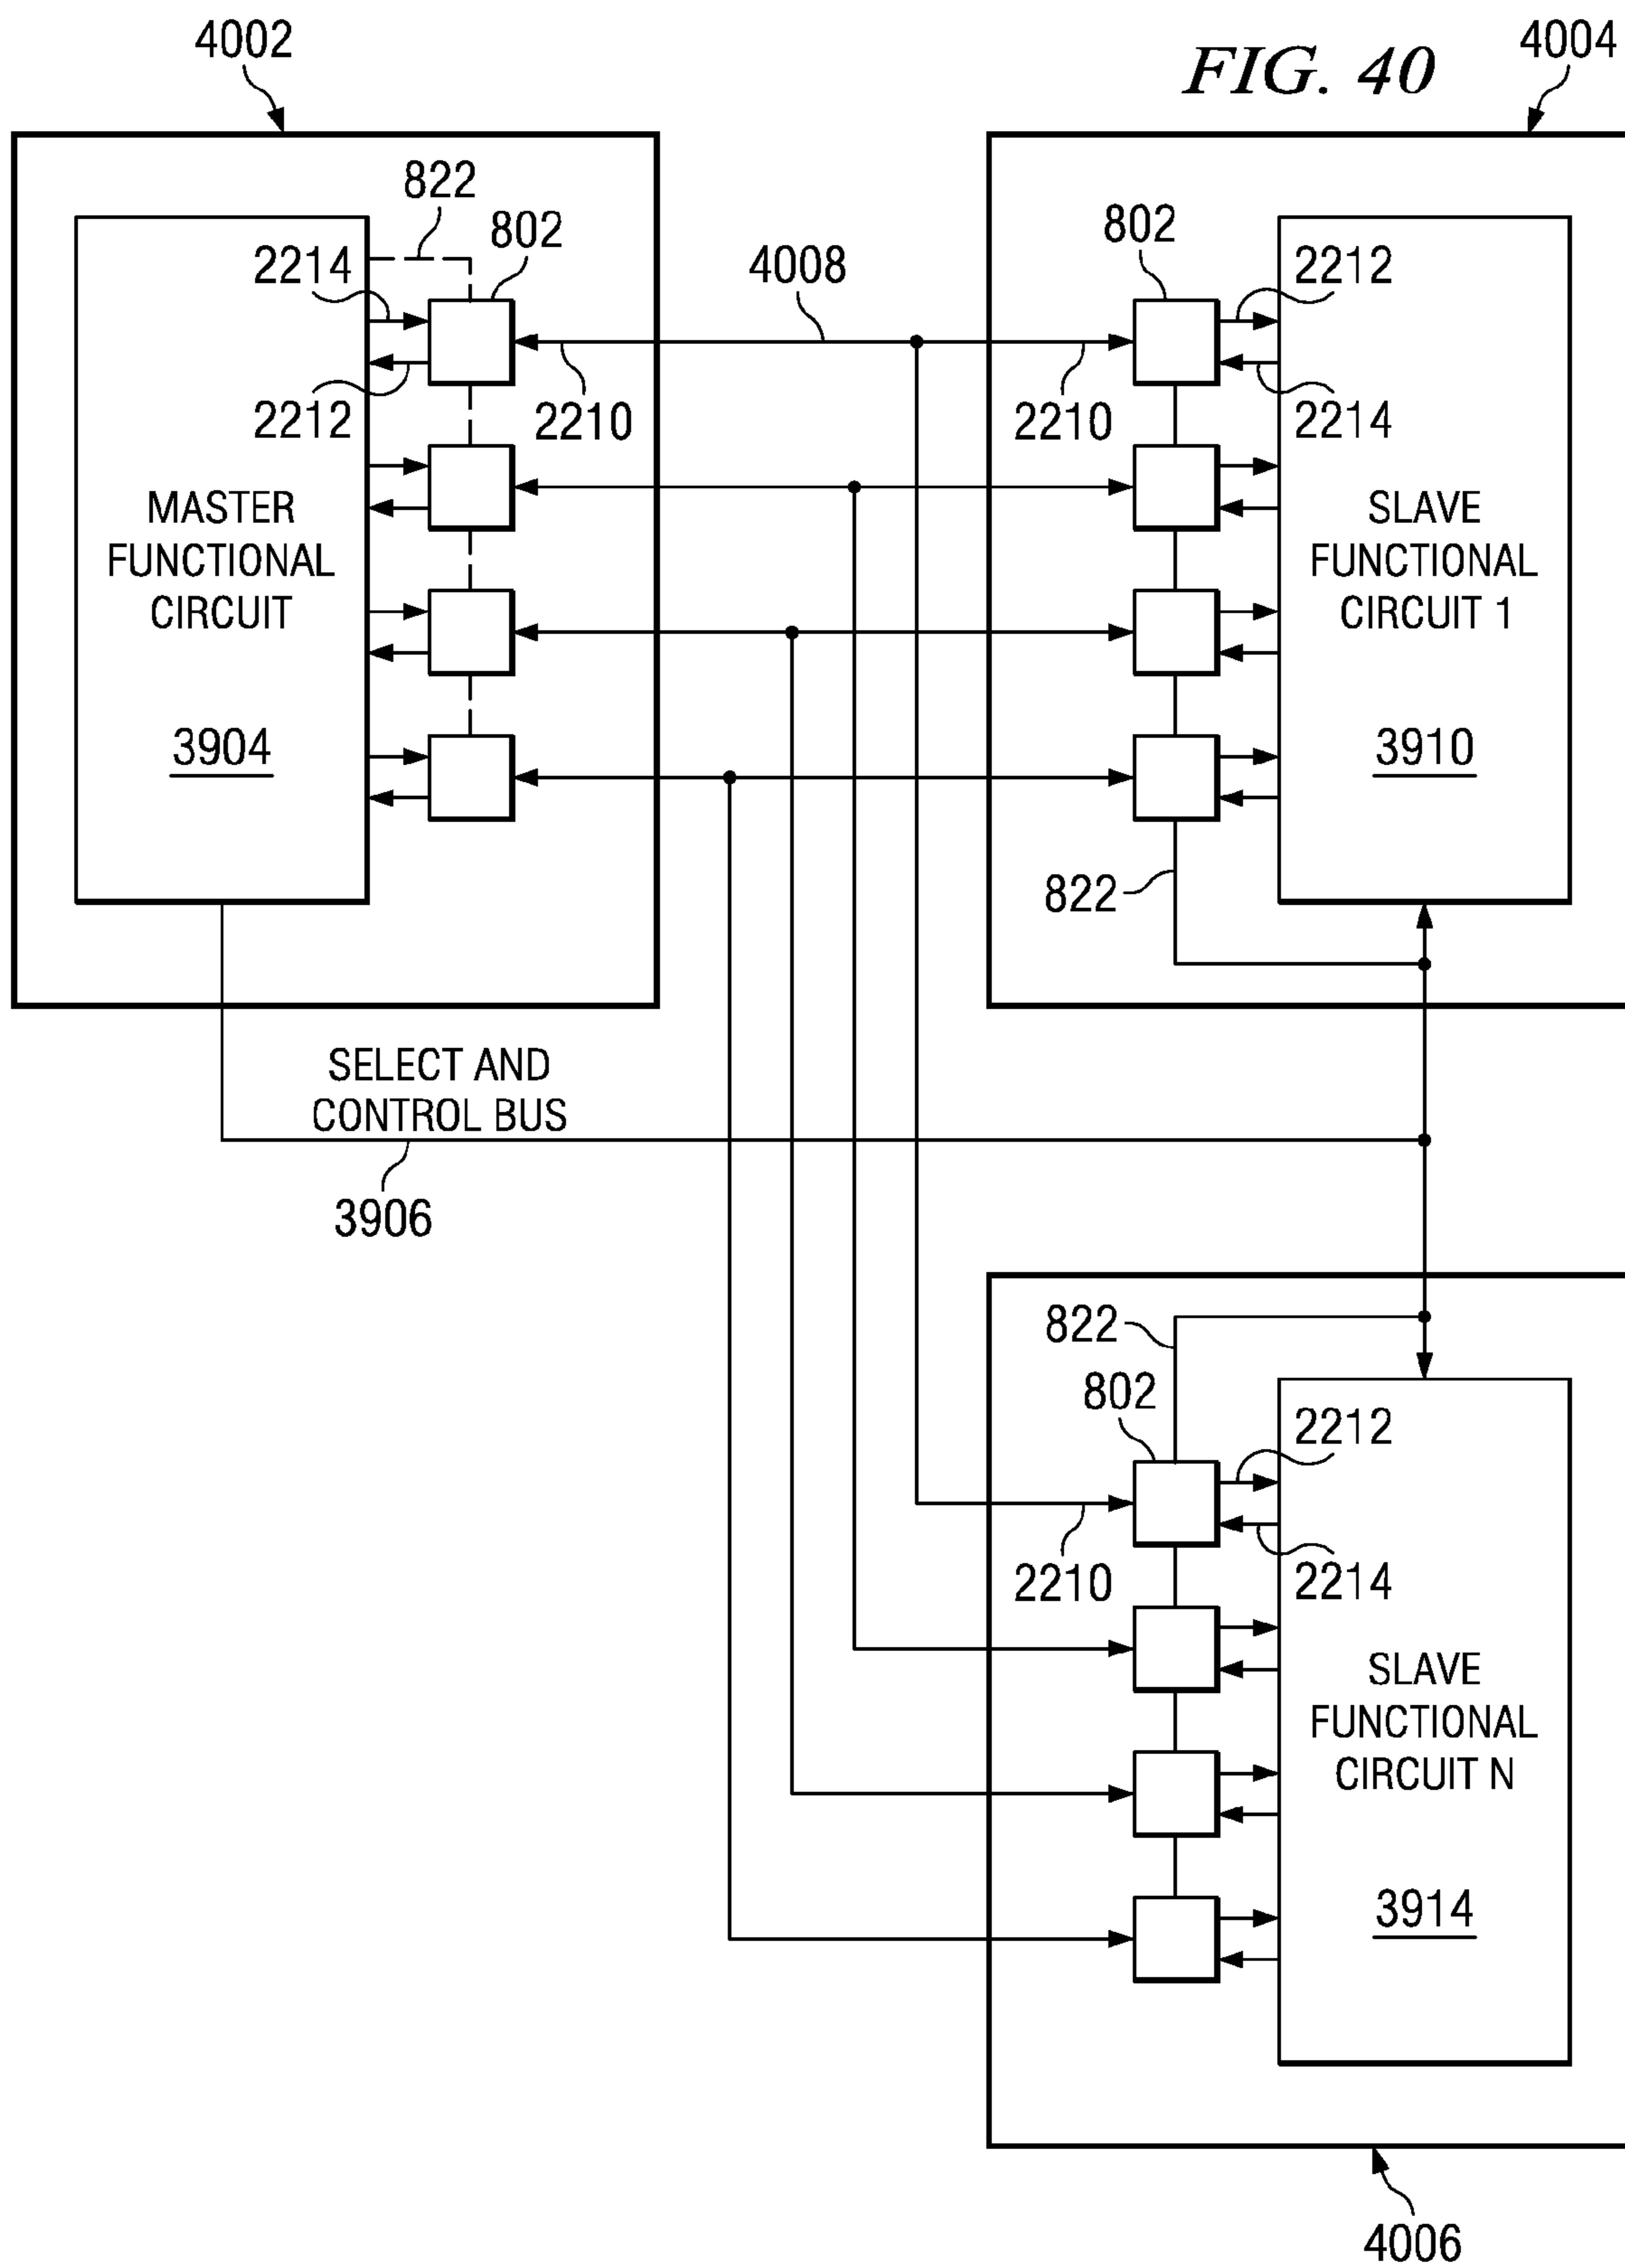 4002
FIG. 40
4004
822
802
2214
2212
2210
4008
MASTER
FUNCTIONAL
CIRCUIT
3904
802
2212
2214
2210
SLAVE
FUNCTIONAL
CIRCUIT 1
3910
822
SELECT AND
CONTROL BUS
3906
822
802
2212
2210
2214
SLAVE
FUNCTIONAL
CIRCUIT N
3914
4006